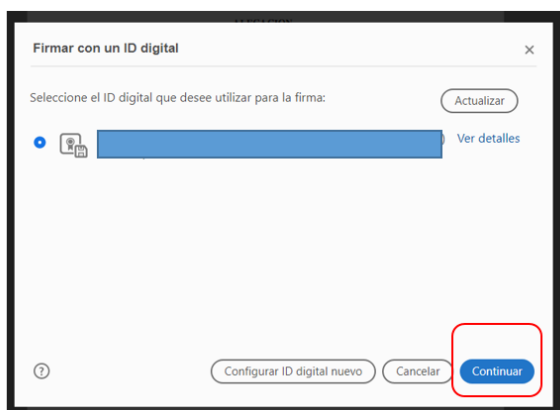 Firmar con un ID digital
Seleccione el ID digital que desee utilizar para la firma:
Actualizar
Ver detalles
Configurar ID digital nuevo
Cancelar
Continuar